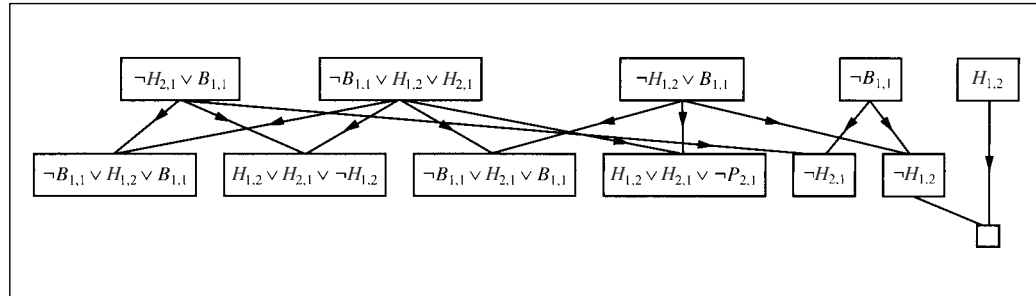 ¬H2,1 ∨ B1,1 ¬B1,1 ∨ H1,2 ∨ H2,1 ¬H1,2 ∨ B1,1 ¬B1,1 H1,2
¬B1,1 ∨ H1,2 ∨ B1,1 H1,2 ∨ H2,1 ∨ ¬H1,2 ¬B1,1 ∨ H2,1 ∨ B1,1 H1,2 ∨ H2,1 ∨ ¬P2,1 ¬H2,1 ¬H1,2